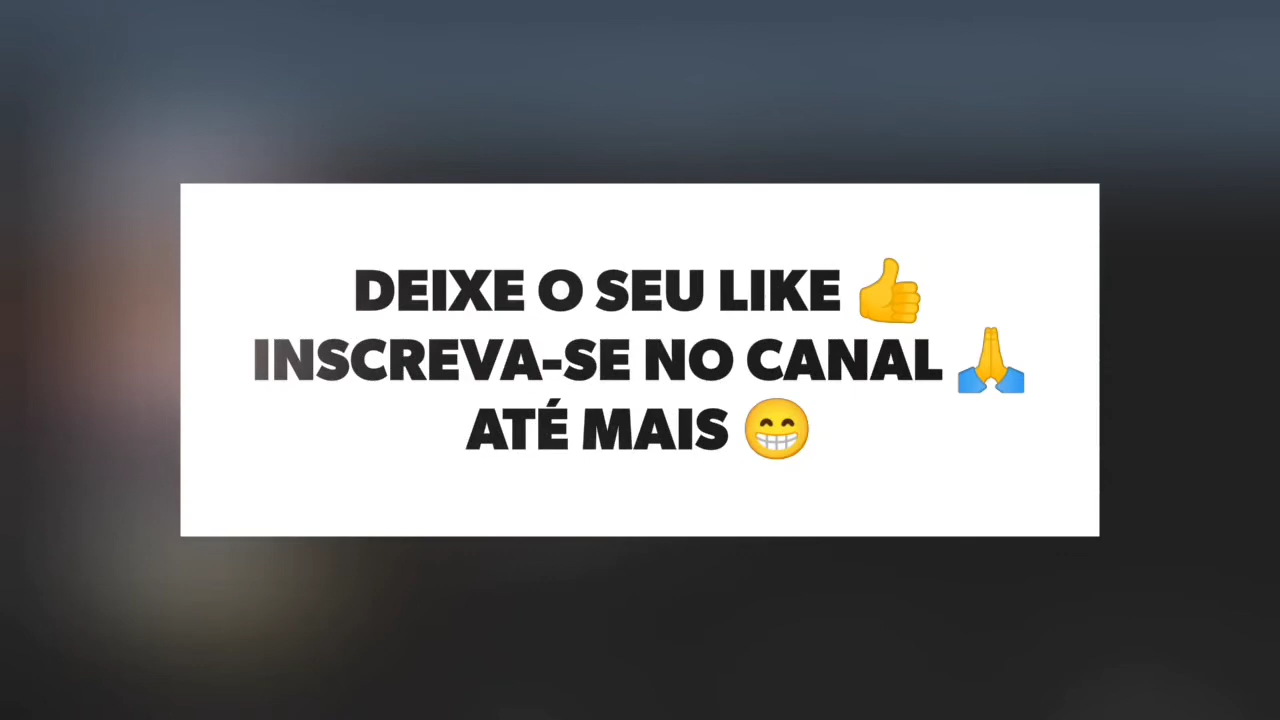 DEIXE O SEU LIKE 👍
INSCREVA-SE NO CANAL 🙏
ATÉ MAIS 😁